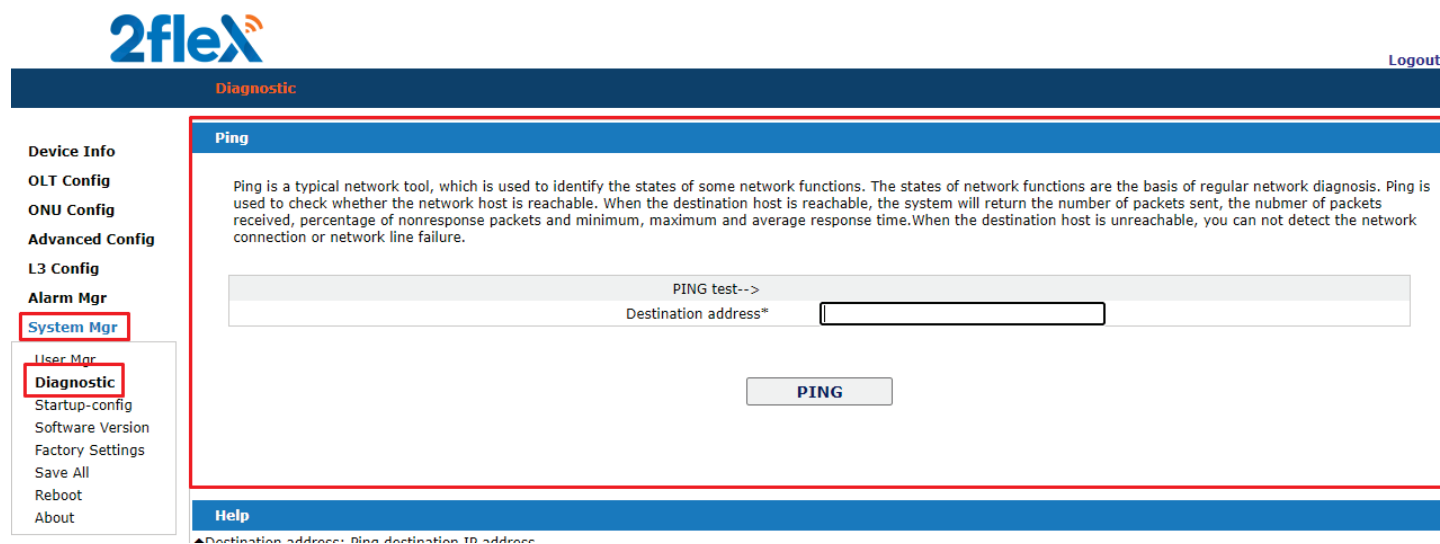 2flex
Logout
Diagnostic
Device Info
OLT Config
ONU Config
Advanced Config
L3 Config
Alarm Mgr
System Mgr
User Mgr
Diagnostic
Startup-config
Software Version
Factory Settings
Save All
Reboot
About
Ping
Ping is a typical network tool, which is used to identify the states of some network functions. The states of network functions are the basis of regular network diagnosis. Ping is
used to check whether the network host is reachable. When the destination host is reachable, the system will return the number of packets sent, the nubmer of packets
received, percentage of nonresponse packets and minimum, maximum and average response time.When the destination host is unreachable, you can not detect the network
connection or network line failure.
PING test-->
Destination address*
PING
Help
◆Destination address: Ping destination IP address